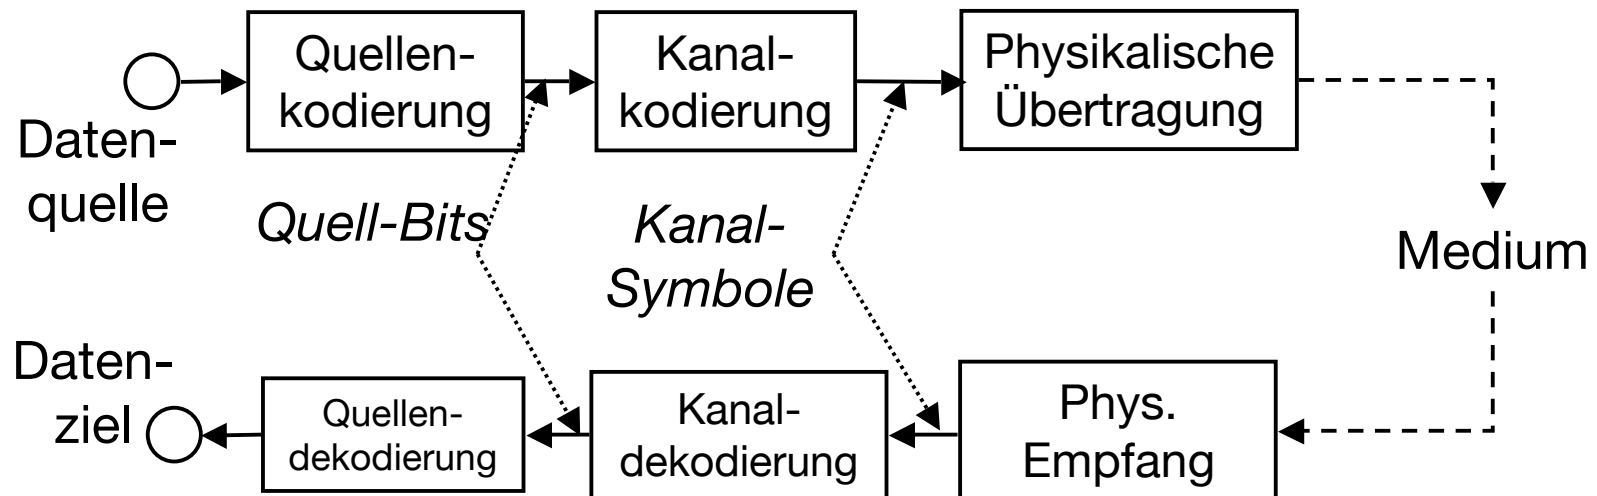 Daten-
quelle
Quellen-
kodierung
Kanal-
kodierung
Physikalische
Übertragung
Quell-Bits
Kanal-
Symbole
Medium
Daten-
ziel
Quellen-
dekodierung
Kanal-
dekodierung
Phys.
Empfang